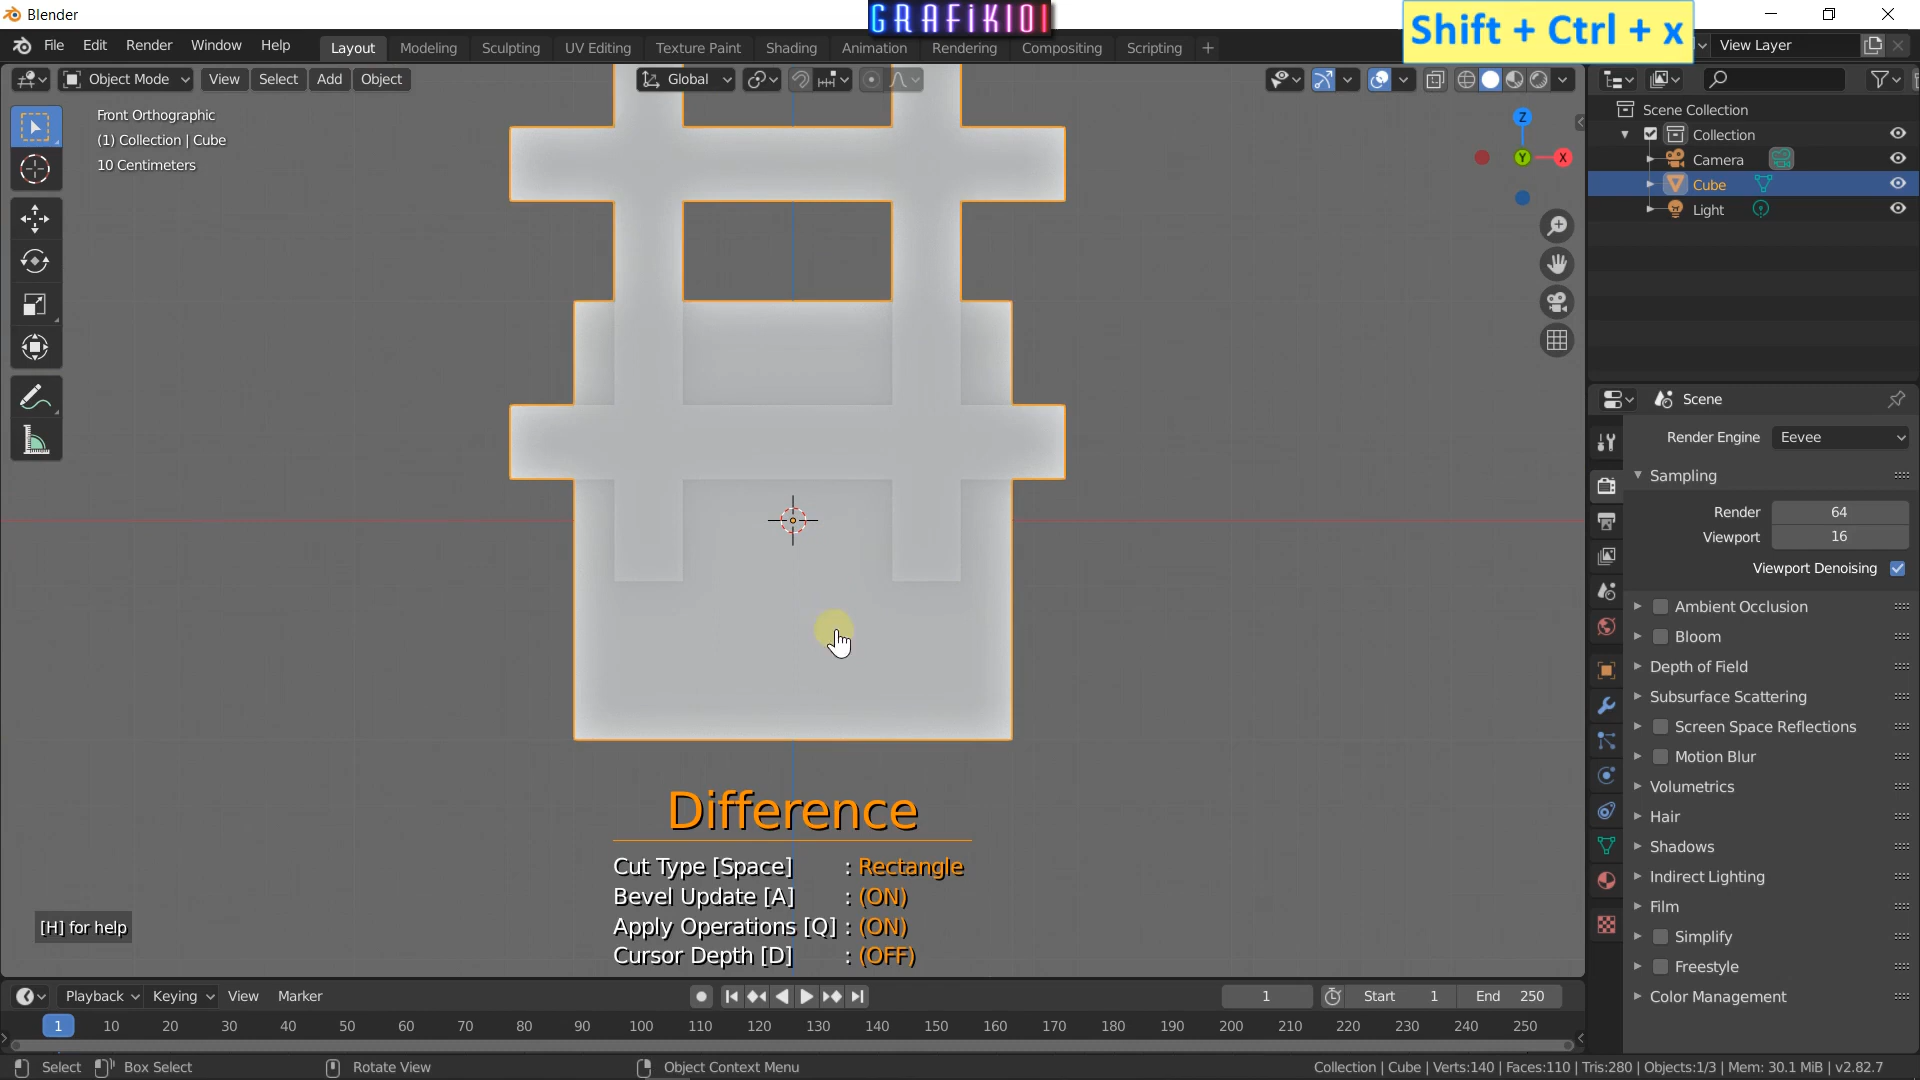 Blender
GRAFiK101
Shift + Ctrl + x
File Edit Render Window Help
Layout Modeling Sculpting UV Editing Texture Paint Shading Animation Rendering Compositing Scripting +
View Layer
Object Mode View Select Add Object
Global
Front Orthographic
(1) Collection | Cube
10 Centimeters
Z
Y
X
Scene Collection
Collection
Camera
Cube
Light
Scene
Render Engine Eevee
Sampling
Render 64
Viewport 16
Viewport Denoising
Ambient Occlusion
Bloom
Depth of Field
Subsurface Scattering
Screen Space Reflections
Motion Blur
Volumetrics
Hair
Shadows
Indirect Lighting
Film
Simplify
Freestyle
Color Management
Difference
Cut Type [Space] : Rectangle
Bevel Update [A] : (ON)
Apply Operations [Q] : (ON)
Cursor Depth [D] : (OFF)
[H] for help
Playback Keying View Marker
1 Start 1 End 250
1 10 20 30 40 50 60 70 80 90 100 110 120 130 140 150 160 170 180 190 200 210 220 230 240 250
Select Box Select Rotate View Object Context Menu
Collection | Cube | Verts:140 | Faces:110 | Tris:280 | Objects:1/3 | Mem: 30.1 MiB | v2.82.7